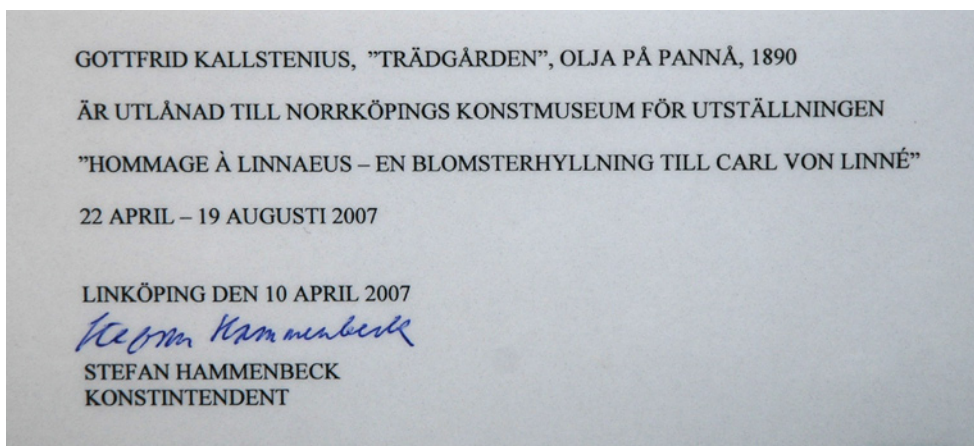 GOTTFRID KALLSTENIUS, ”TRÄDGÅRDEN”, OLJA PÅ PANNÅ, 1890
ÄR UTLÅNAD TILL NORRKÖPINGS KONSTMUSEUM FÖR UTSTÄLLNINGEN
”HOMMAGE À LINNAEUS – EN BLOMSTERHYLLNING TILL CARL VON LINNÉ”
22 APRIL – 19 AUGUSTI 2007
LINKÖPING DEN 10 APRIL 2007
Stefan Hammenbeck
STEFAN HAMMENBECK
KONSTINTENDENT